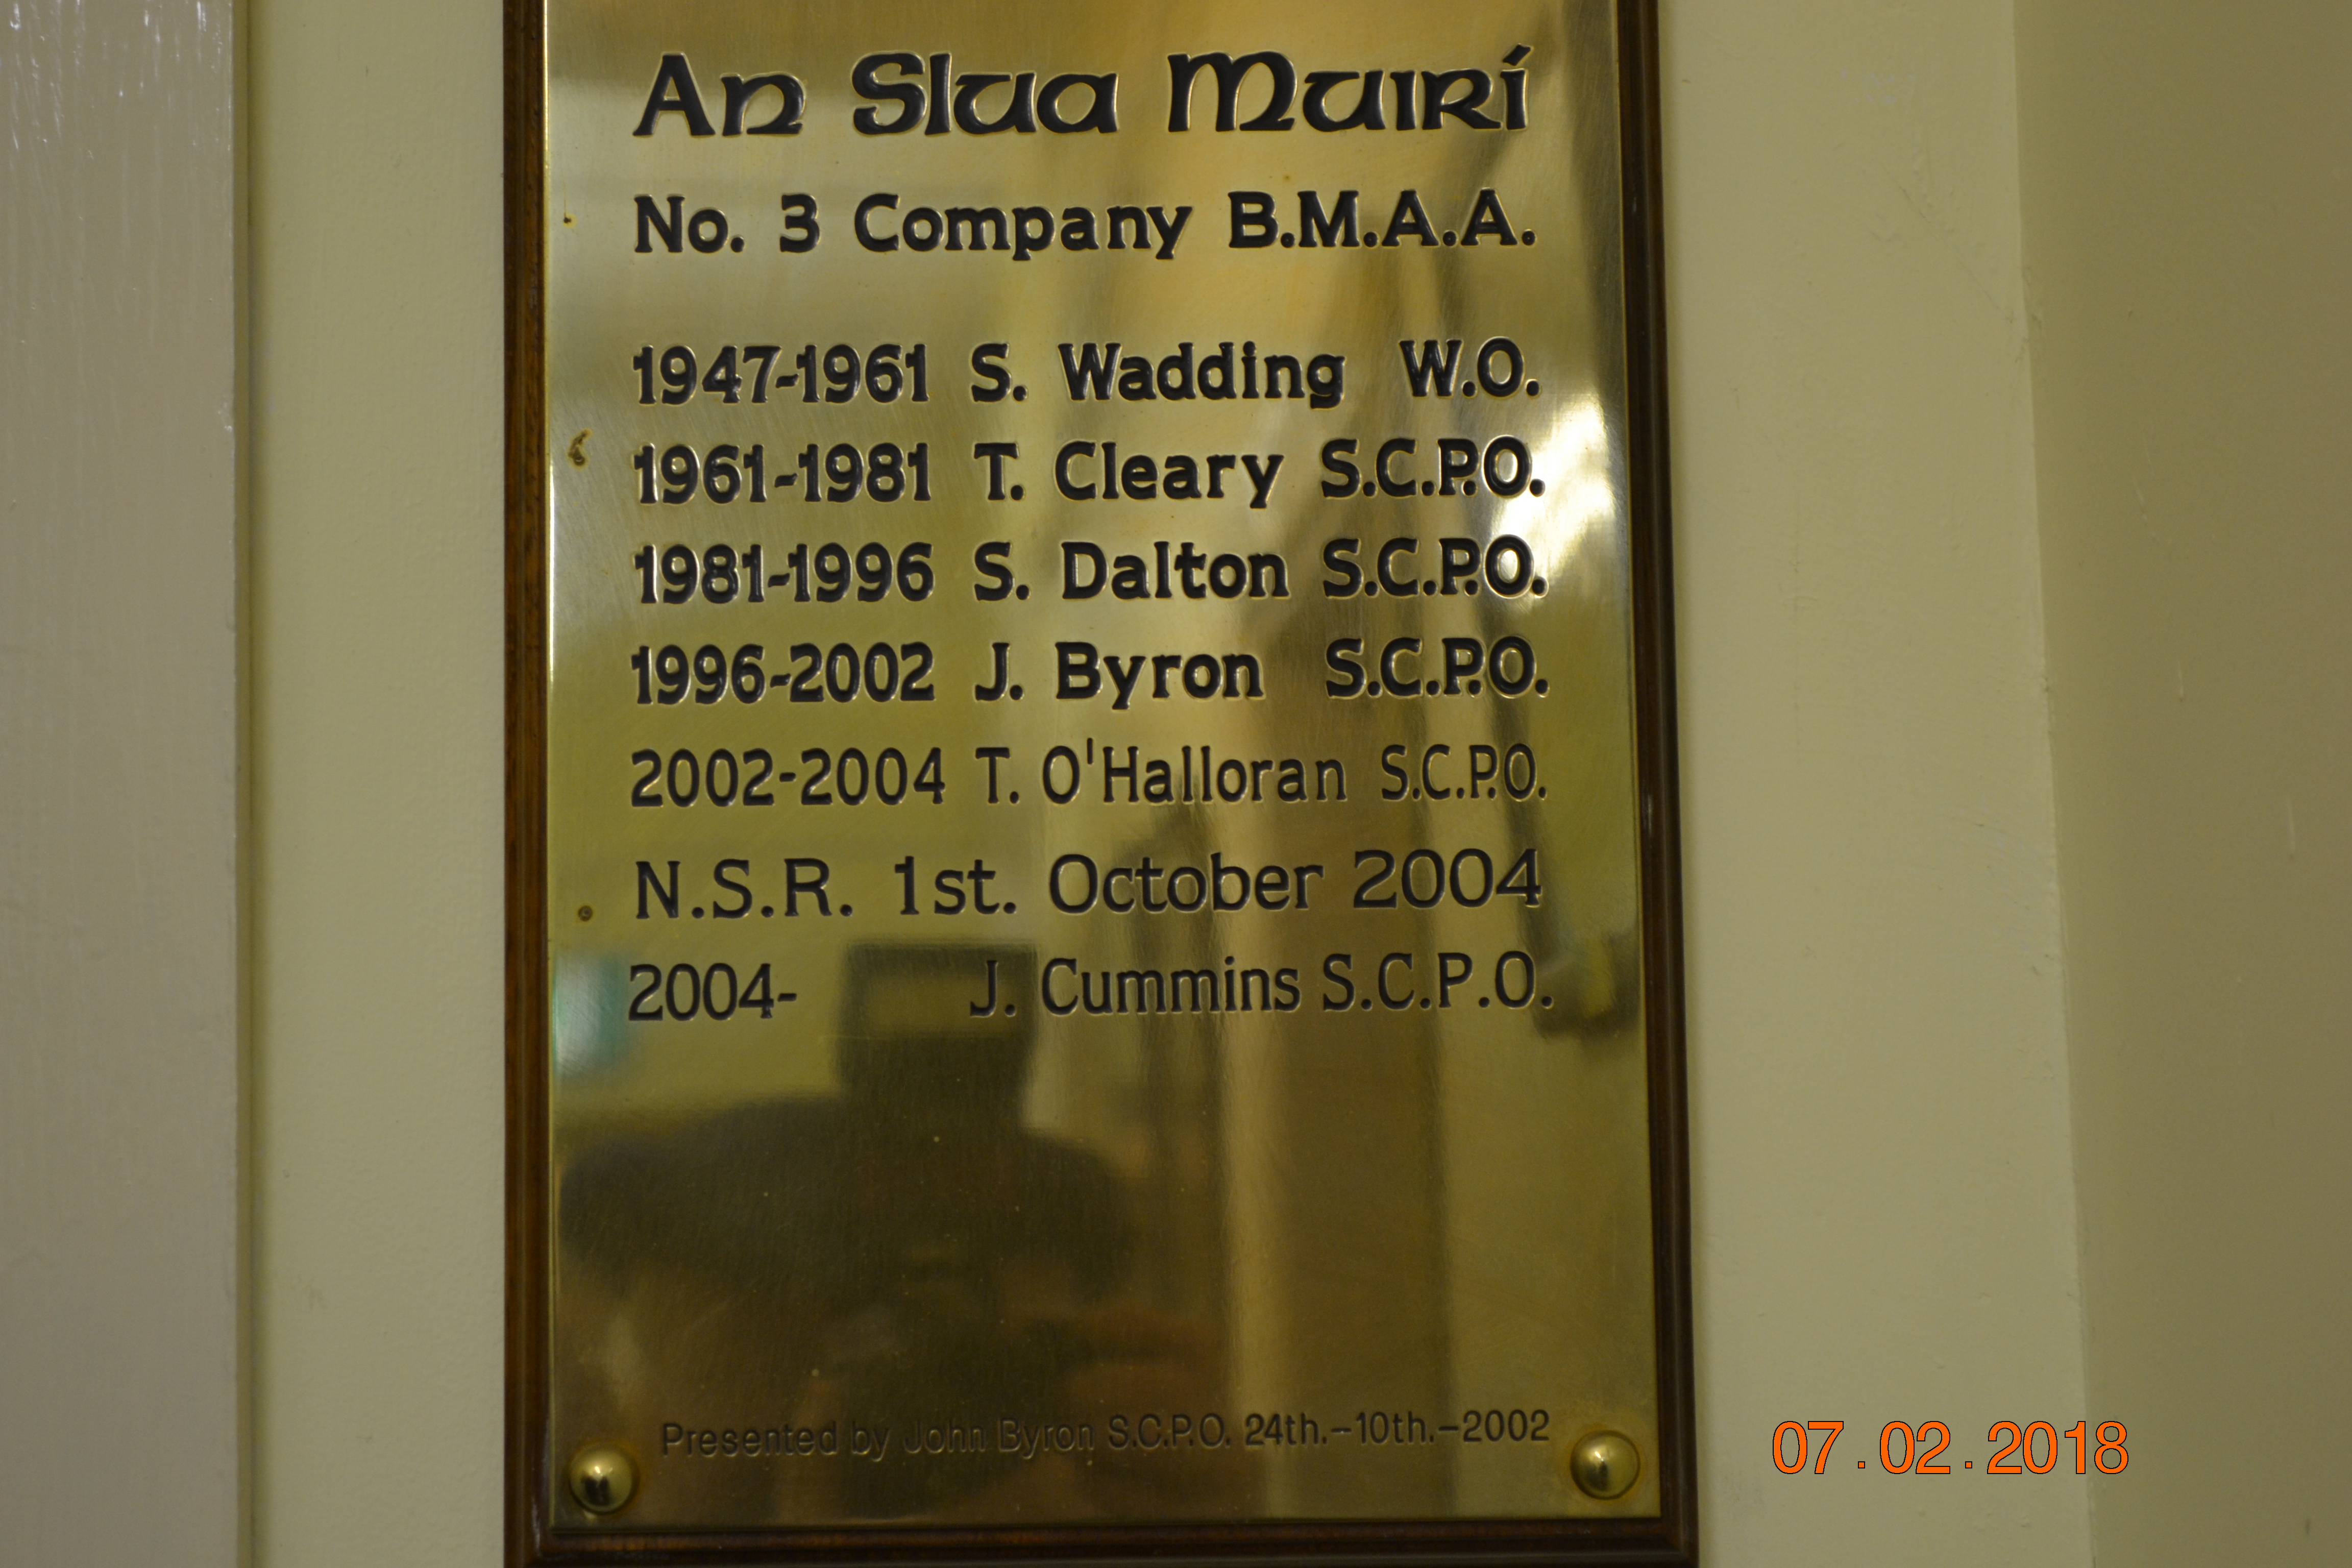 An Slua Muirí
No. 3 Company B.M.A.A.
1947-1961 S. Wadding W.O.
1961-1981 T. Cleary S.C.P.O.
1981-1996 S. Dalton S.C.P.O.
1996-2002 J. Byron S.C.P.O.
2002-2004 T. O'Halloran S.C.P.O.
N.S.R. 1st. October 2004
2004- J. Cummins S.C.P.O.
Presented by John Byron S.C.P.O. 24th.-10th.-2002
07.02.2018